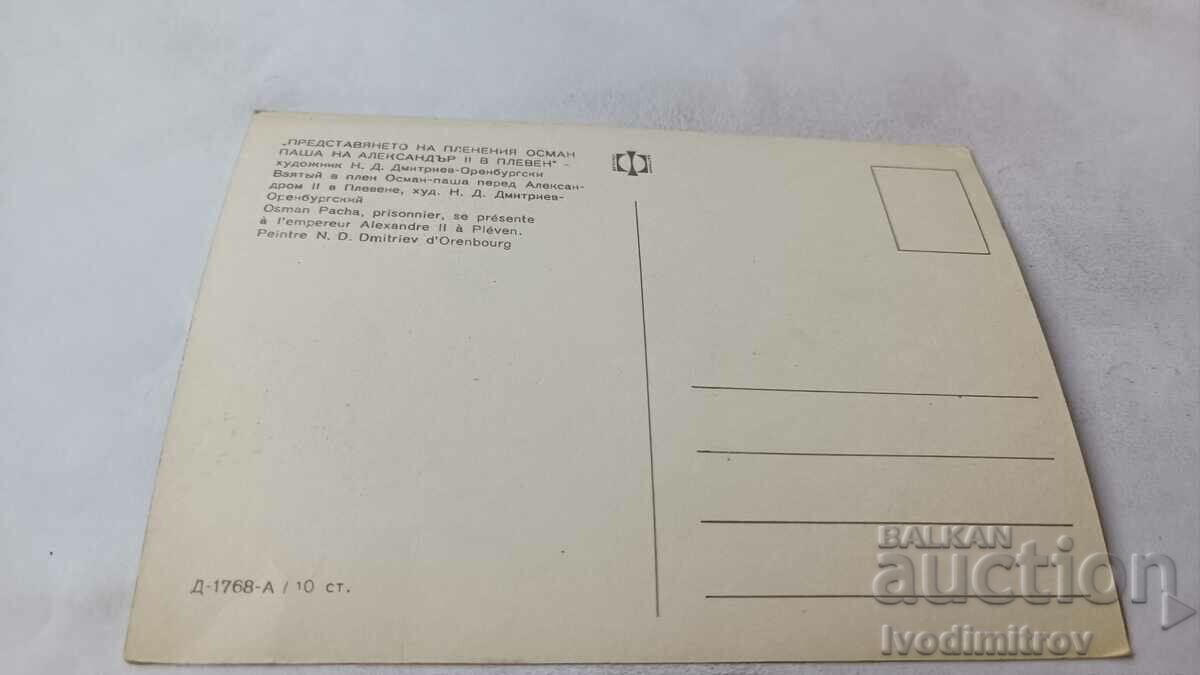 „ПРЕДСТАВЯНЕТО НА ПЛЕНЕНИЯ ОСМАН
ПАША НА АЛЕКСАНДЪР II В ПЛЕВЕН" –
художник Н. Д. Дмитриев-Оренбургски
Взятый в плен Осман-паша перед Алексан-
дром II в Плевене, худ. Н. Д. Дмитриев-
Оренбургский
Osman Pacha, prisonnier, se présente
à l'empereur Alexandre II à Pléven.
Peintre N. D. Dmitriev d'Orenbourg
Д-1768-А / 10 ст.
BALKAN
auction
Ivodimitrov